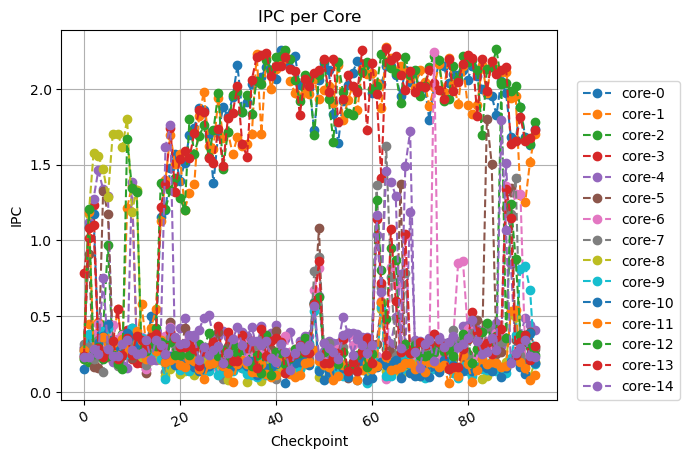 IPC per Core
IPC
2.0
1.5
1.0
0.5
0.0
0
20
40
60
80
Checkpoint
core-0
core-1
core-2
core-3
core-4
core-5
core-6
core-7
core-8
core-9
core-10
core-11
core-12
core-13
core-14